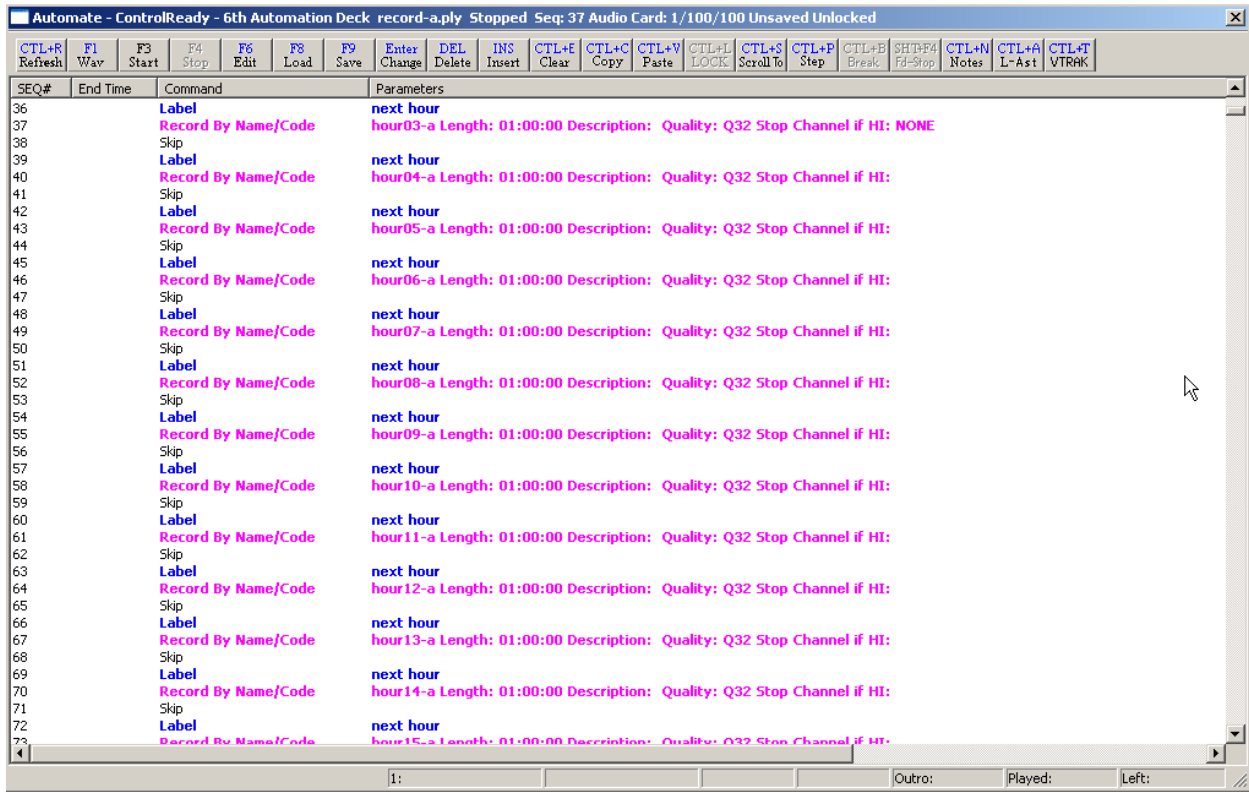 Automate - ControlReady - 6th Automation Deck record-a.ply Stopped Seq: 37 Audio Card: 1/100/100 Unsaved Unlocked
CTL+R F1 F3 F4 F6 F8 F9 Enter DEL INS CTL+E CTL+C CTL+V CTL+L CTL+S CTL+P CTL+B SHT+F4 CTL+N CTL+A CTL+T
Refresh Wav Start Stop Edit Load Save Change Delete Insert Clear Copy Paste LOCK Scroll To Step Break Fd-Stop Notes L-Ast VTRAK
SEQ# End Time Command Parameters
36 Label next hour
37 Record By Name/Code hour03-a Length: 01:00:00 Description: Quality: Q32 Stop Channel if HI: NONE
38 Skip
39 Label next hour
40 Record By Name/Code hour04-a Length: 01:00:00 Description: Quality: Q32 Stop Channel if HI:
41 Skip
42 Label next hour
43 Record By Name/Code hour05-a Length: 01:00:00 Description: Quality: Q32 Stop Channel if HI:
44 Skip
45 Label next hour
46 Record By Name/Code hour06-a Length: 01:00:00 Description: Quality: Q32 Stop Channel if HI:
47 Skip
48 Label next hour
49 Record By Name/Code hour07-a Length: 01:00:00 Description: Quality: Q32 Stop Channel if HI:
50 Skip
51 Label next hour
52 Record By Name/Code hour08-a Length: 01:00:00 Description: Quality: Q32 Stop Channel if HI:
53 Skip
54 Label next hour
55 Record By Name/Code hour09-a Length: 01:00:00 Description: Quality: Q32 Stop Channel if HI:
56 Skip
57 Label next hour
58 Record By Name/Code hour10-a Length: 01:00:00 Description: Quality: Q32 Stop Channel if HI:
59 Skip
60 Label next hour
61 Record By Name/Code hour11-a Length: 01:00:00 Description: Quality: Q32 Stop Channel if HI:
62 Skip
63 Label next hour
64 Record By Name/Code hour12-a Length: 01:00:00 Description: Quality: Q32 Stop Channel if HI:
65 Skip
66 Label next hour
67 Record By Name/Code hour13-a Length: 01:00:00 Description: Quality: Q32 Stop Channel if HI:
68 Skip
69 Label next hour
70 Record By Name/Code hour14-a Length: 01:00:00 Description: Quality: Q32 Stop Channel if HI:
71 Skip
72 Label next hour
73 Record By Name/Code hour15-a Length: 01:00:00 Description: Quality: Q32 Stop Channel if HI:
1: Outro: Played: Left: